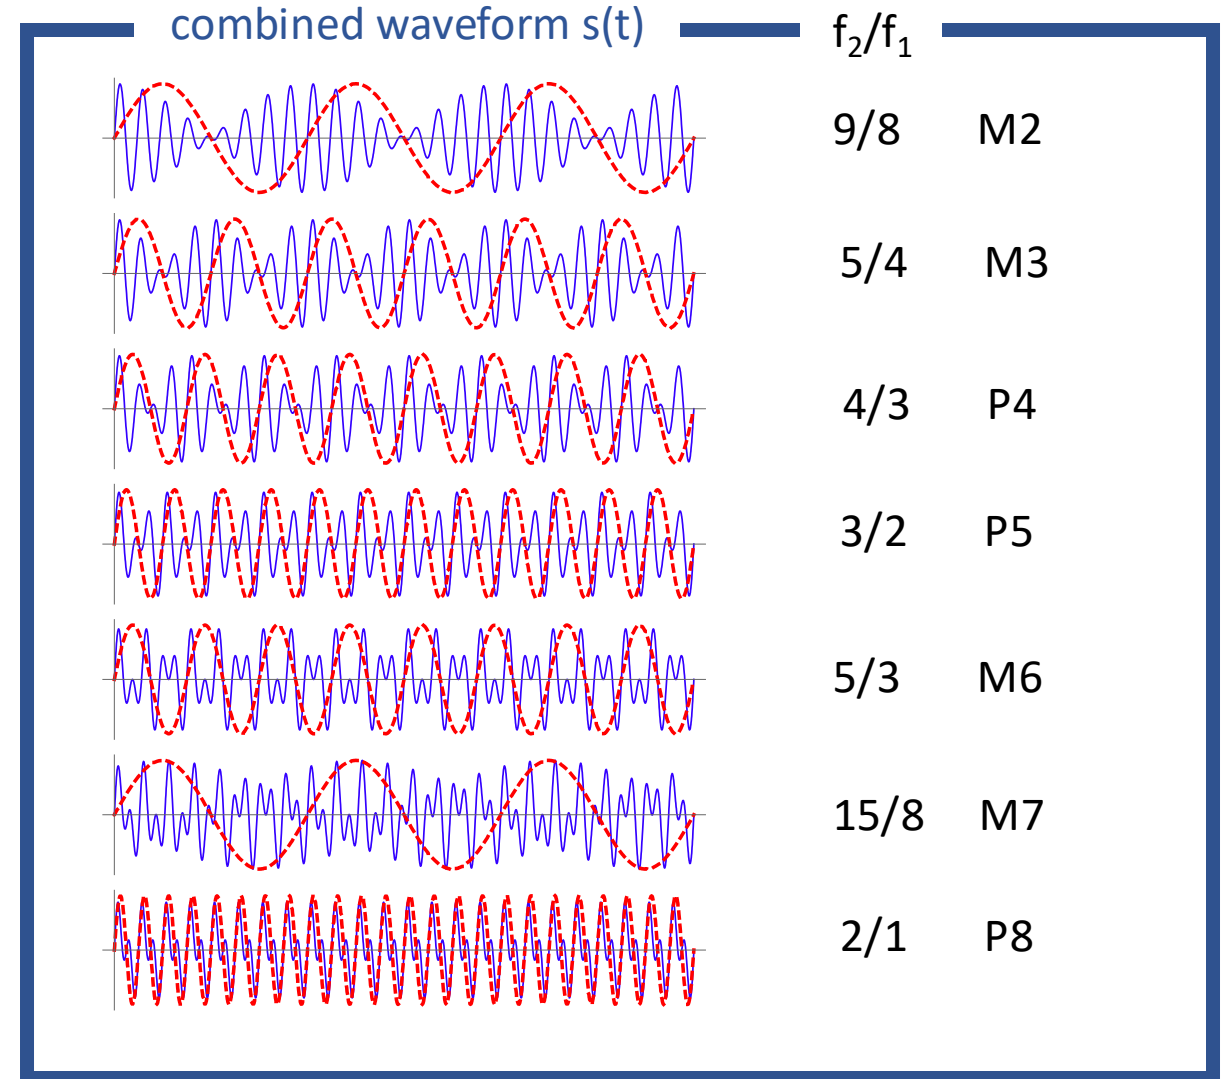 combined waveform s(t) f₂/f₁
9/8 M2
5/4 M3
4/3 P4
3/2 P5
5/3 M6
15/8 M7
2/1 P8